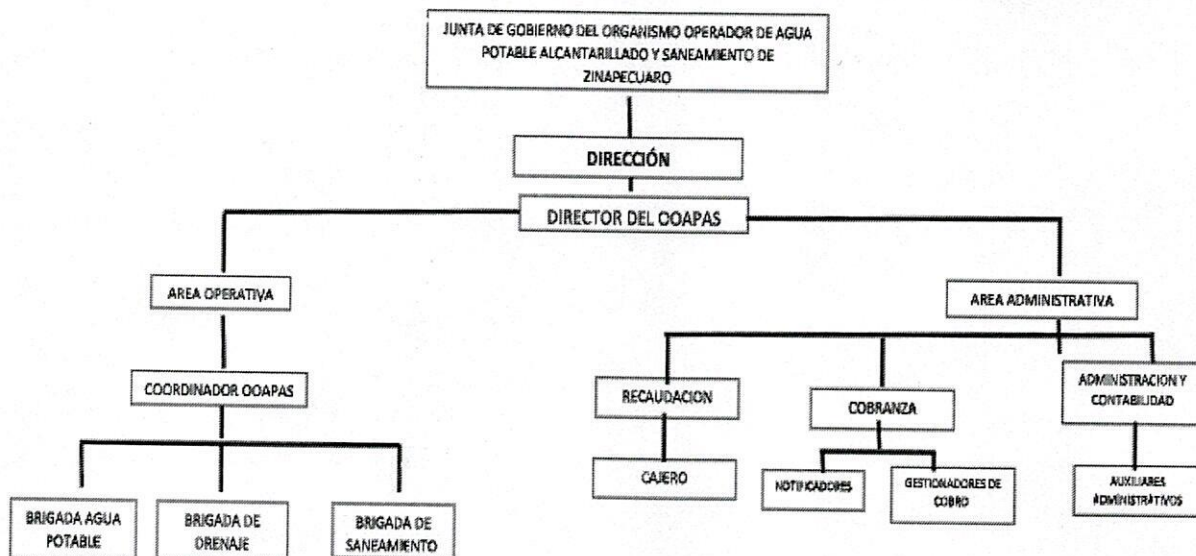 JUNTA DE GOBIERNO DEL ORGANISMO OPERADOR DE AGUA
POTABLE ALCANTARILLADO Y SANEAMIENTO DE
ZINAPECUARO
DIRECCIÓN
DIRECTOR DEL OOAPAS
AREA OPERATIVA
AREA ADMINISTRATIVA
COORDINADOR OOAPAS
RECAUDACION
COBRANZA
ADMINISTRACION Y
CONTABILIDAD
CAJERO
NOTIFICADORES
GESTIONADORES DE
COBRO
AUXILIARES
ADMINISTRATIVOS
BRIGADA AGUA
POTABLE
BRIGADA DE
DRENAJE
BRIGADA DE
SANEAMIENTO